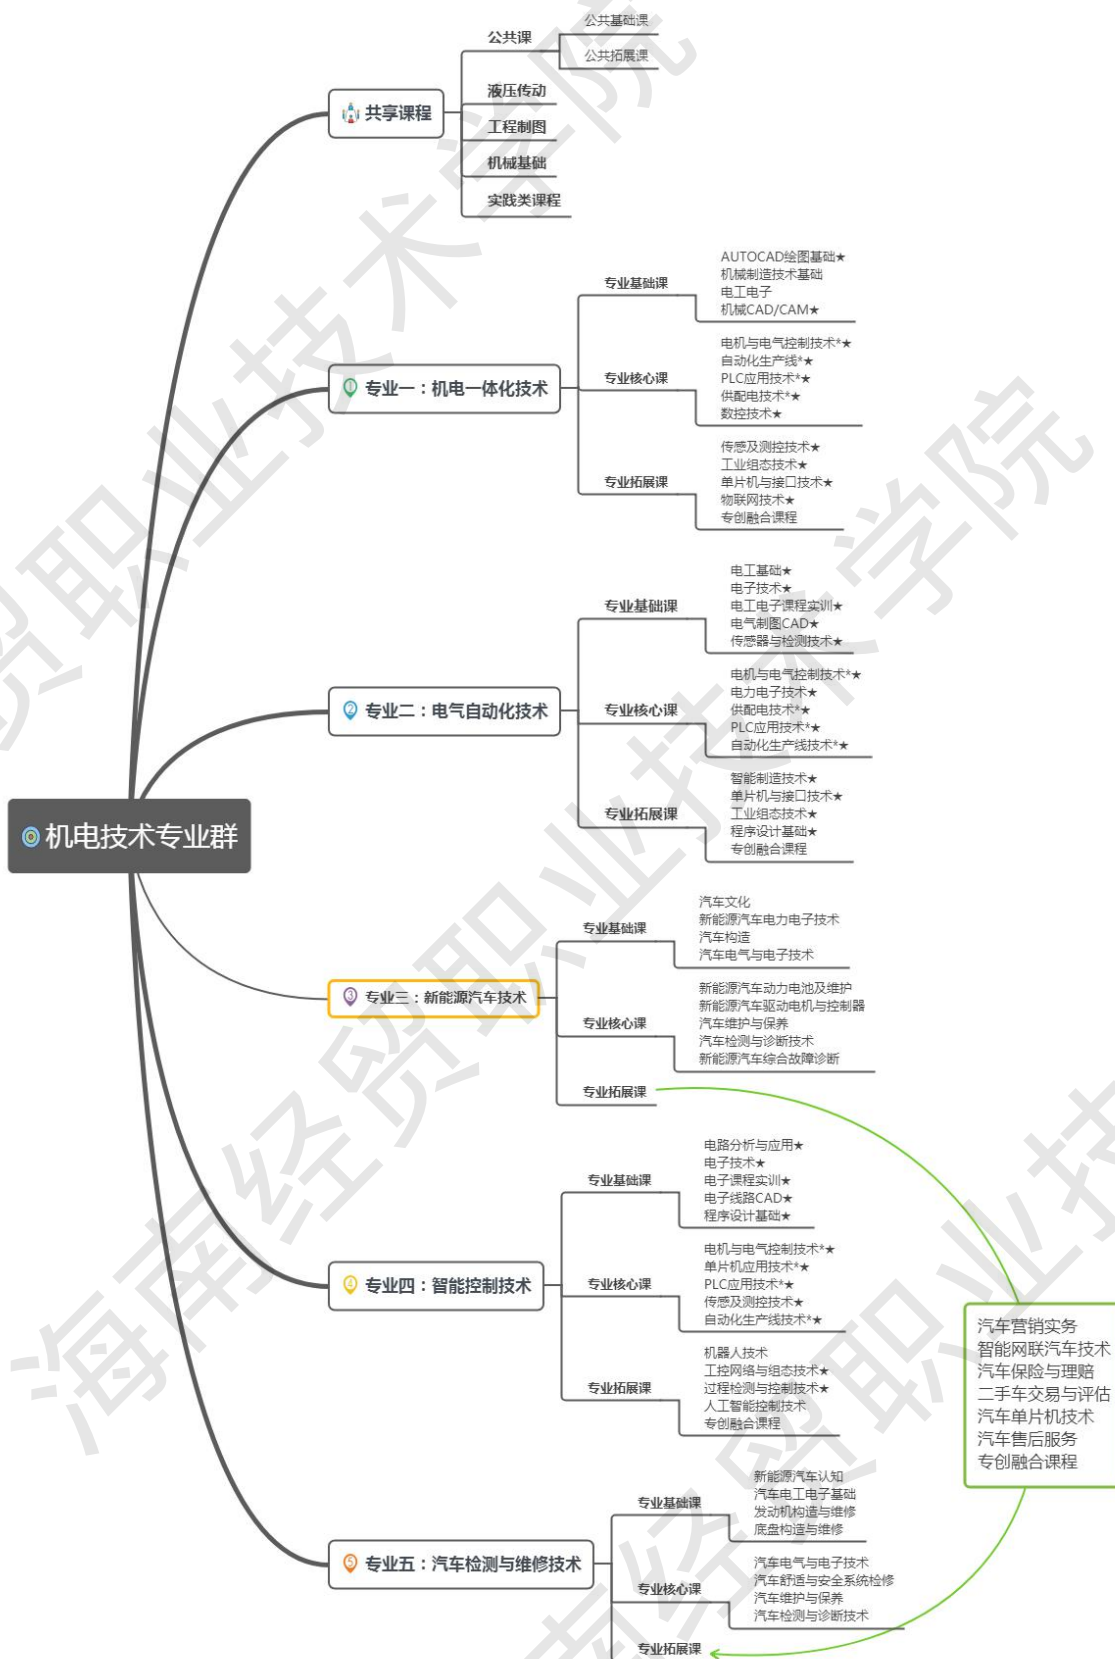 公共课
公共基础课
公共拓展课
液压传动
共享课程
工程制图
机械基础
实践类课程
专业基础课
AUTOCAD绘图基础★
机械制造技术基础
电工电子
机械CAD/CAM★
① 专业一：机电一体化技术
专业核心课
电机与电气控制技术*★
自动化生产线*★
PLC应用技术*★
供配电技术*★
数控技术★
专业拓展课
传感及测控技术★
工业组态技术★
单片机与接口技术★
物联网技术★
专创融合课程
专业基础课
电工基础★
电子技术★
电工电子课程实训★
电气制图CAD★
传感器与检测技术★
② 专业二：电气自动化技术
专业核心课
电机与电气控制技术*★
电力电子技术★
供配电技术*★
PLC应用技术*★
自动化生产线技术*★
专业拓展课
智能制造技术★
单片机与接口技术★
工业组态技术★
程序设计基础★
专创融合课程
机电技术专业群
专业基础课
汽车文化
新能源汽车电力电子技术
汽车构造
汽车电气与电子技术
③ 专业三：新能源汽车技术
专业核心课
新能源汽车动力电池及维护
新能源汽车驱动电机与控制器
汽车维护与保养
汽车检测与诊断技术
新能源汽车综合故障诊断
专业拓展课
专业基础课
电路分析与应用★
电子技术★
电子课程实训★
电子线路CAD★
程序设计基础★
④ 专业四：智能控制技术
专业核心课
电机与电气控制技术*★
单片机应用技术*★
PLC应用技术*★
传感及测控技术★
自动化生产线技术*★
专业拓展课
机器人技术
工控网络与组态技术★
过程检测与控制技术★
人工智能控制技术
专创融合课程
汽车营销实务
智能网联汽车技术
汽车保险与理赔
二手车交易与评估
汽车单片机技术
汽车售后服务
专创融合课程
专业基础课
新能源汽车认知
汽车电工电子基础
发动机构造与维修
底盘构造与维修
⑤ 专业五：汽车检测与维修技术
专业核心课
汽车电气与电子技术
汽车舒适与安全系统检修
汽车维护与保养
汽车检测与诊断技术
专业拓展课
海南经贸职业技术学院